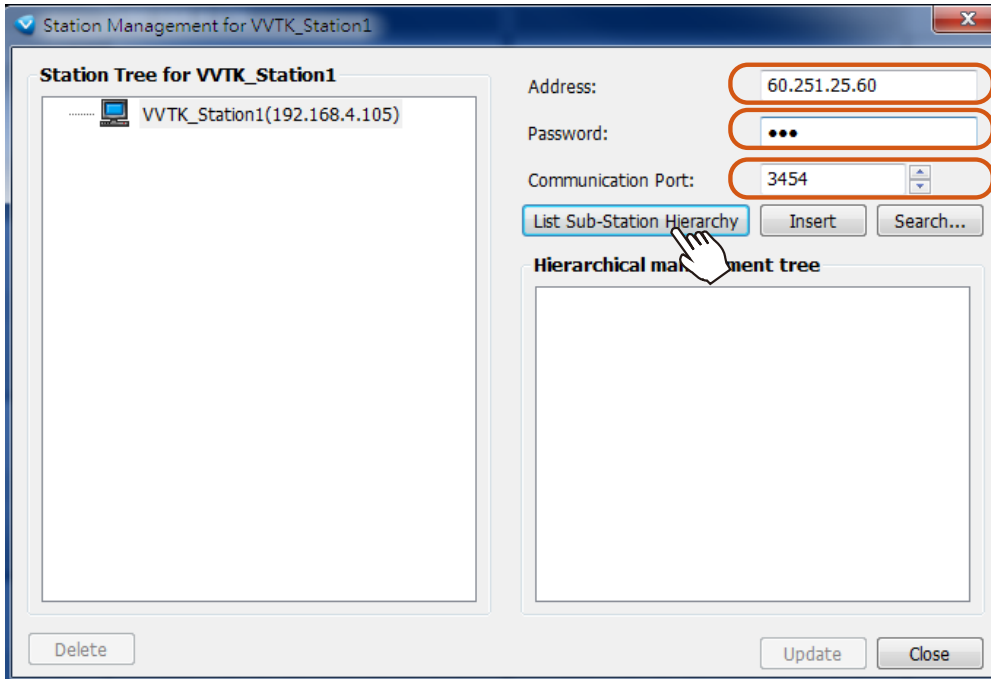 Station Management for VVTK_Station1
Station Tree for VVTK_Station1
VVTK_Station1(192.168.4.105)
Address: 60.251.25.60
Password: •••
Communication Port: 3454
List Sub-Station Hierarchy Insert Search...
Hierarchical ment tree
Delete Update Close